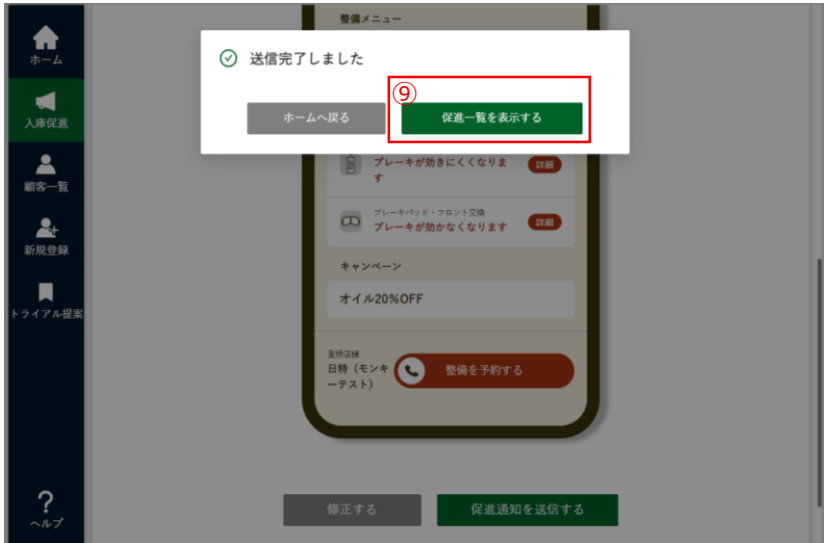 ホーム
入庫促進
顧客一覧
新規登録
トライアル提案
ヘルプ
整備メニュー
送信完了しました
⑨
ホームへ戻る
促進一覧を表示する
ブレーキが効きにくくなりま
す
詳細
ブレーキパッド・フロント交換
ブレーキが効かなくなります
詳細
キャンペーン
オイル20%OFF
登録店舗
日特（モンキ
ーテスト）
整備を予約する
修正する
促進通知を送信する